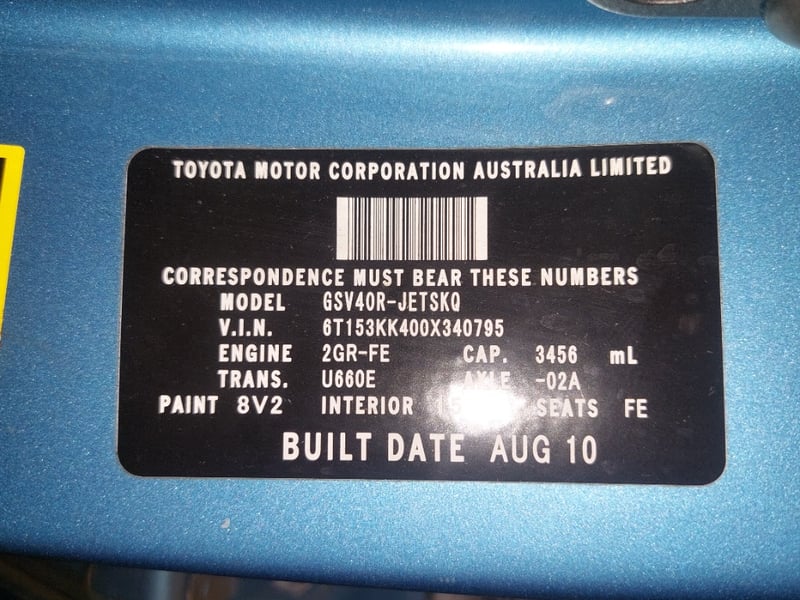 TOYOTA MOTOR CORPORATION AUSTRALIA LIMITED
CORRESPONDENCE MUST BEAR THESE NUMBERS
MODEL GSV40R-JETSKQ
V.I.N. 6T153KK400X340795
ENGINE 2GR-FE CAP. 3456 mL
TRANS. U660E AXLE -02A
PAINT 8V2 INTERIOR SEATS FE
BUILT DATE AUG 10